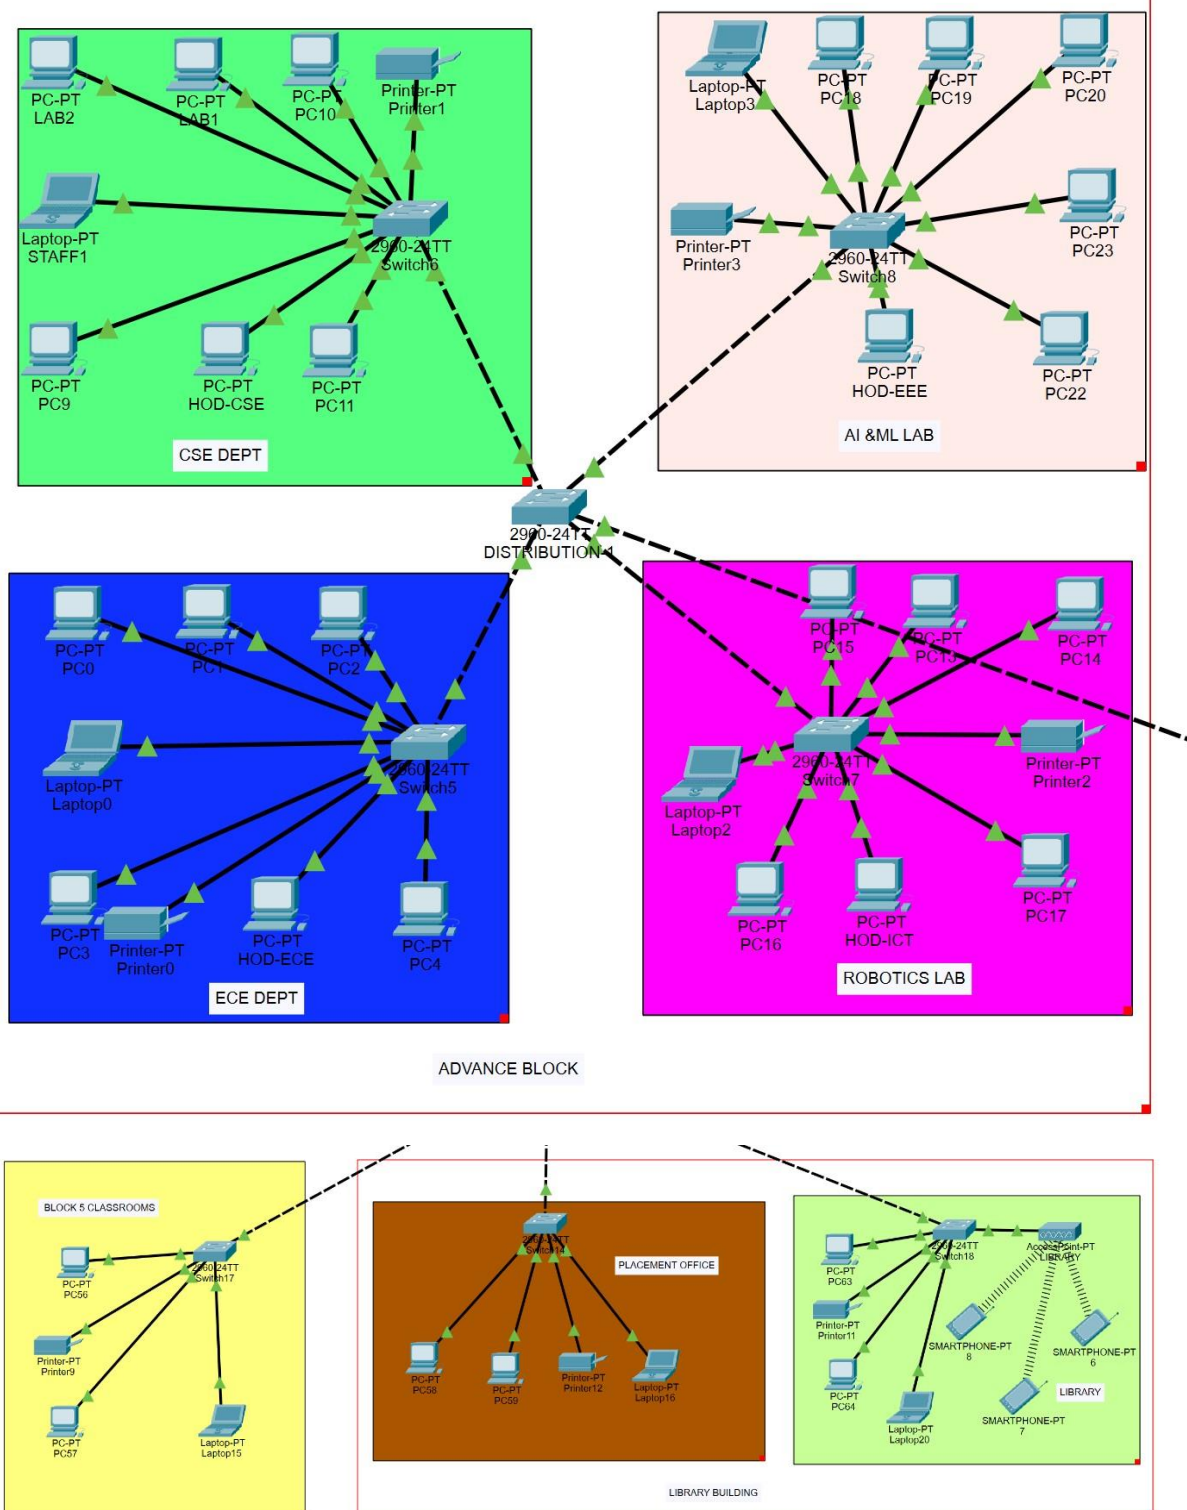 PC-PT
LAB2
PC-PT
LAB1
PC-PT
PC10
Printer-PT
Printer1
Laptop-PT
STAFF1
2960-24TT
Switch6
PC-PT
PC9
PC-PT
HOD-CSE
PC-PT
PC11
CSE DEPT
Laptop-PT
Laptop3
PC-PT
PC18
PC-PT
PC19
PC-PT
PC20
Printer-PT
Printer3
2960-24TT
Switch8
PC-PT
PC23
PC-PT
HOD-EEE
PC-PT
PC22
AI &ML LAB
2960-24TT
DISTRIBUTION-1
PC-PT
PC0
PC-PT
PC1
PC-PT
PC2
Laptop-PT
Laptop0
2960-24TT
Switch5
PC-PT
PC3
Printer-PT
Printer0
PC-PT
HOD-ECE
PC-PT
PC4
ECE DEPT
PC-PT
PC15
PC-PT
PC13
PC-PT
PC14
Laptop-PT
Laptop2
2960-24TT
Switch7
Printer-PT
Printer2
PC-PT
PC16
PC-PT
HOD-ICT
PC-PT
PC17
ROBOTICS LAB
ADVANCE BLOCK
BLOCK 5 CLASSROOMS
2960-24TT
Switch17
PC-PT
PC56
Printer-PT
Printer9
PC-PT
PC57
Laptop-PT
Laptop15
2960-24TT
Switch14
PLACEMENT OFFICE
PC-PT
PC58
PC-PT
PC59
Printer-PT
Printer12
Laptop-PT
Laptop16
2960-24TT
Switch18
AccessPoint-PT
LIBRARY
PC-PT
PC63
Printer-PT
Printer11
PC-PT
PC64
Laptop-PT
Laptop20
SMARTPHONE-PT
8
SMARTPHONE-PT
6
SMARTPHONE-PT
7
LIBRARY
LIBRARY BUILDING